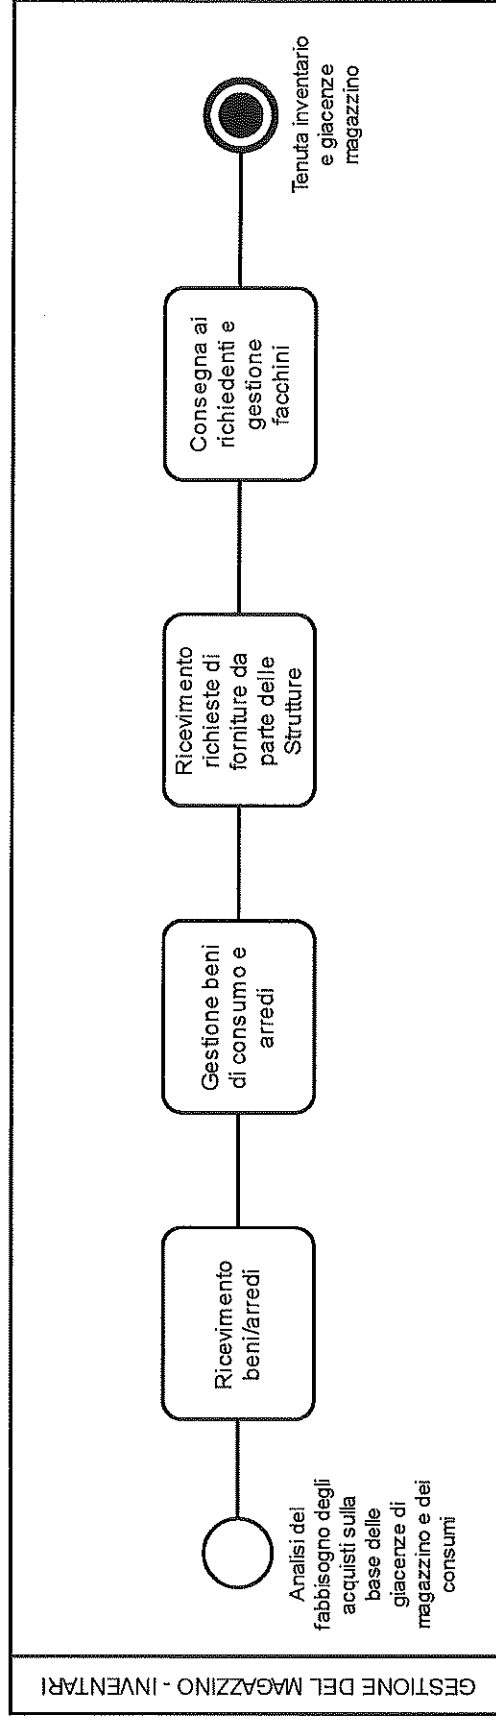 GESTIONE DEL MAGAZZINO - INVENTARI
Analisi del
fabbisogno degli
acquisti sulla
base delle
giacenze di
magazzino e dei
consumi
Ricevimento
beni/arredi
Gestione beni
di consumo e
arredi
Ricevimento
richieste di
forniture da
parte delle
Strutture
Consegna ai
richiedenti e
gestione
facchini
Tenuta inventario
e giacenze
magazzino